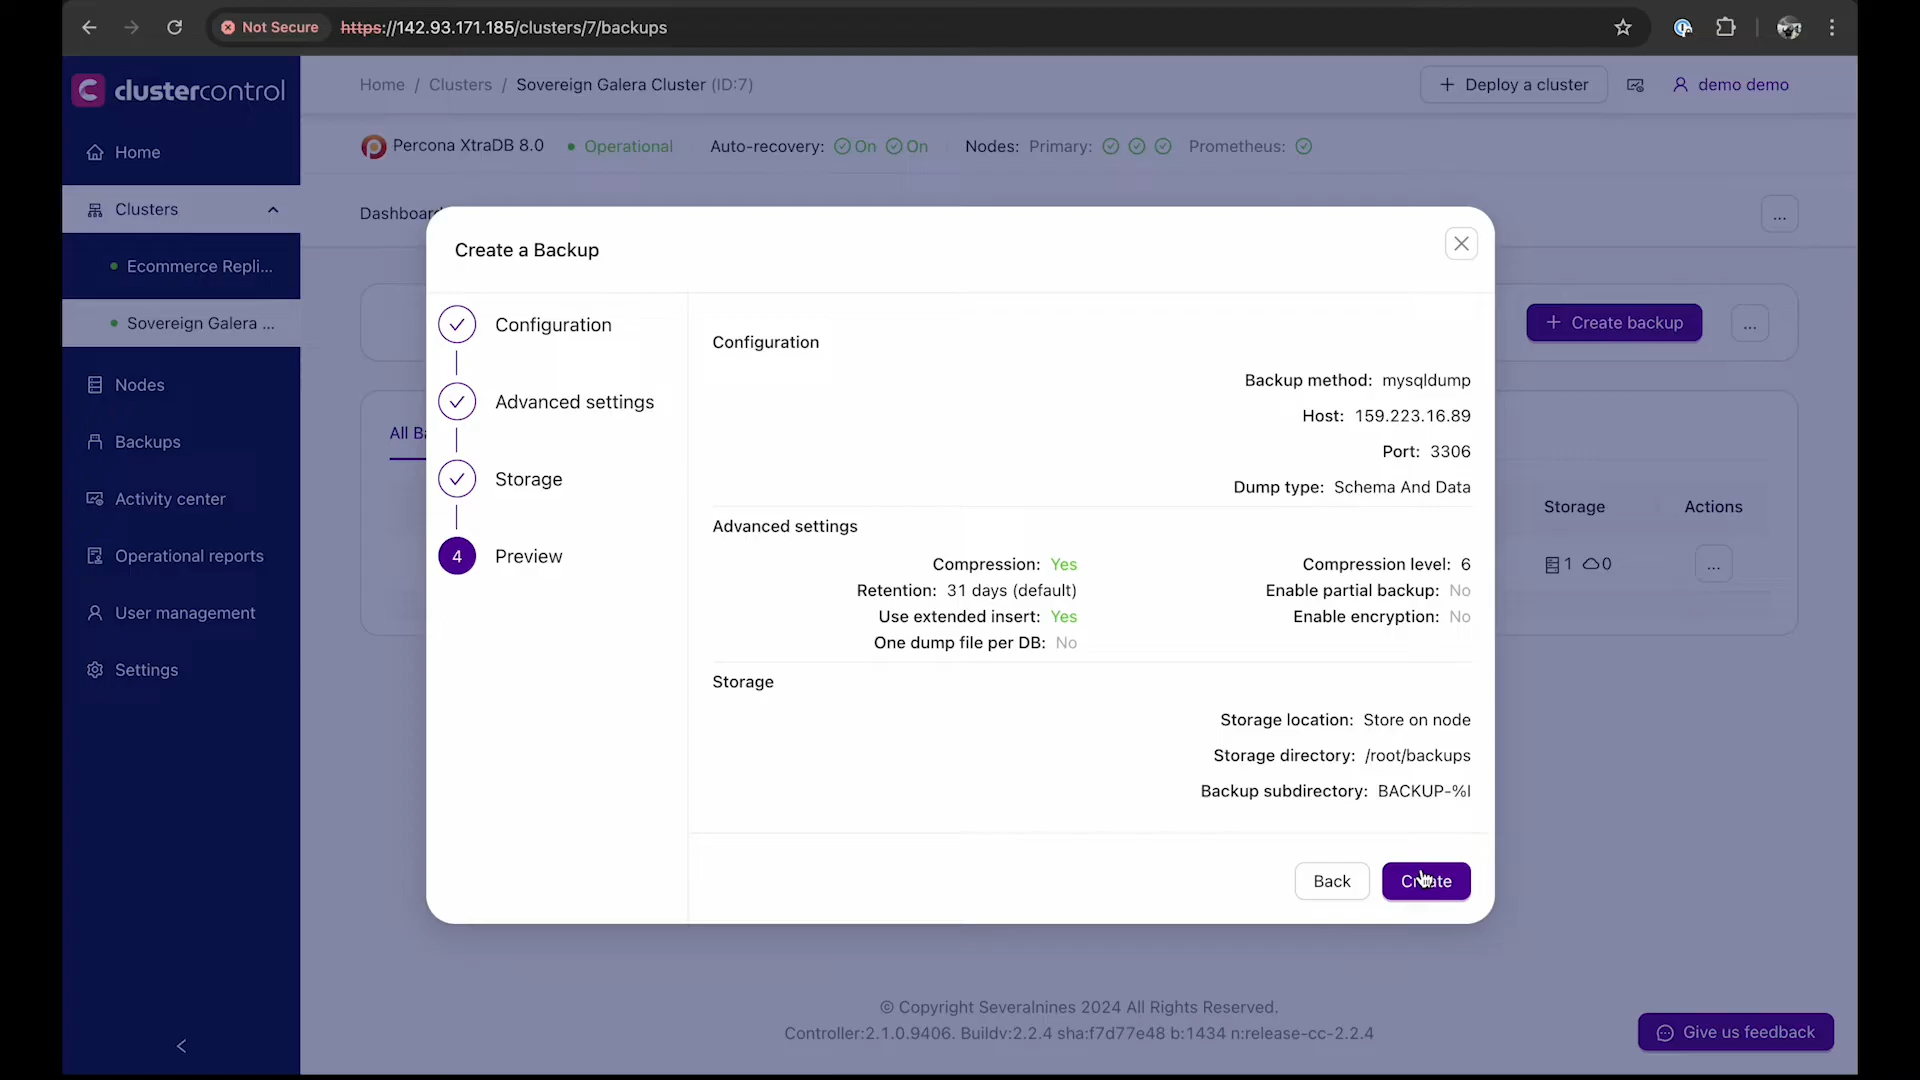 Not Secure https://142.93.171.185/clusters/7/backups
clustercontrol
Home / Clusters / Sovereign Galera Cluster (ID:7)
+ Deploy a cluster
demo demo
Home
Percona XtraDB 8.0 • Operational Auto-recovery: On On Nodes: Primary: Prometheus:
Clusters
Dashboar
...
Create a Backup
Ecommerce Repli...
Sovereign Galera ...
Configuration
Configuration
+ Create backup
...
Backup method: mysqldump
Nodes
Advanced settings
Host: 159.223.16.89
All Ba
Backups
Port: 3306
Storage
Dump type: Schema And Data
Activity center
Storage Actions
Advanced settings
4 Preview
Operational reports
Compression: Yes Compression level: 6
1 0 ...
Retention: 31 days (default) Enable partial backup: No
User management
Use extended insert: Yes Enable encryption: No
One dump file per DB: No
Settings
Storage
Storage location: Store on node
Storage directory: /root/backups
Backup subdirectory: BACKUP-%I
Back Create
© Copyright Severalnines 2024 All Rights Reserved.
Controller:2.1.0.9406. Buildv:2.2.4 sha:f7d77e48 b:1434 n:release-cc-2.2.4
Give us feedback